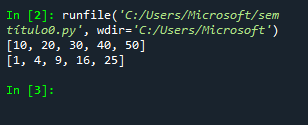 In [2]: runfile('C:/Users/Microsoft/sem
título0.py', wdir='C:/Users/Microsoft')
[10, 20, 30, 40, 50]
[1, 4, 9, 16, 25]
In [3]: